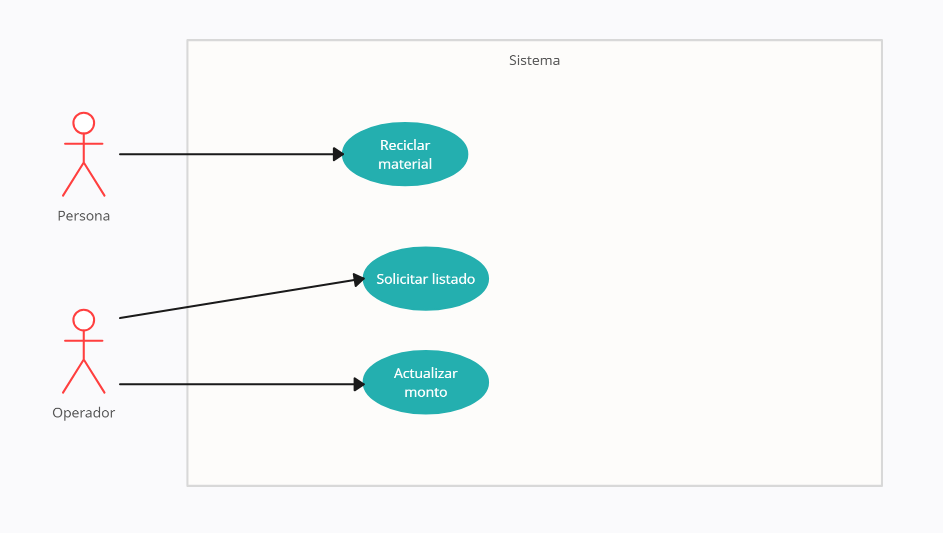 Sistema
Reciclar
material
Persona
Solicitar listado
Actualizar
monto
Operador